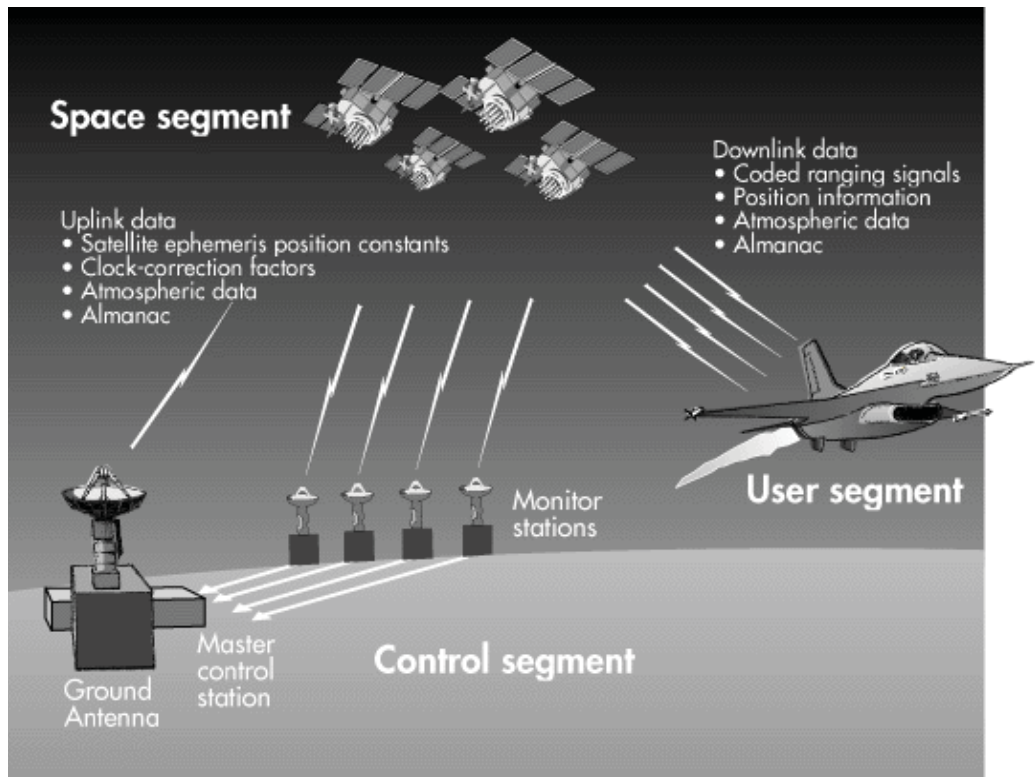 Space segment
Downlink data
• Coded ranging signals
• Position information
• Atmospheric data
• Almanac
Uplink data
• Satellite ephemeris position constants
• Clock-correction factors
• Atmospheric data
• Almanac
User segment
Monitor
stations
Master
control
station
Control segment
Ground
Antenna